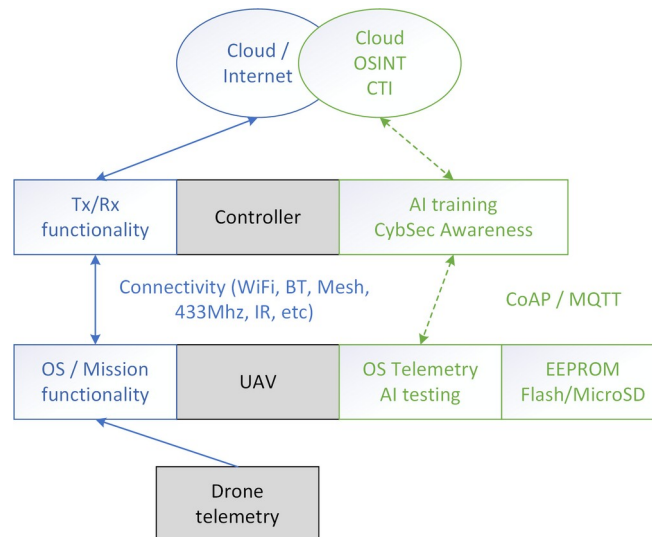 Cloud /
Internet
Cloud
OSINT
CTI
Tx/Rx
functionality
Controller
AI training
CybSec Awareness
Connectivity (WiFi, BT, Mesh,
433Mhz, IR, etc)
CoAP / MQTT
OS / Mission
functionality
UAV
OS Telemetry
AI testing
EEPROM
Flash/MicroSD
Drone
telemetry